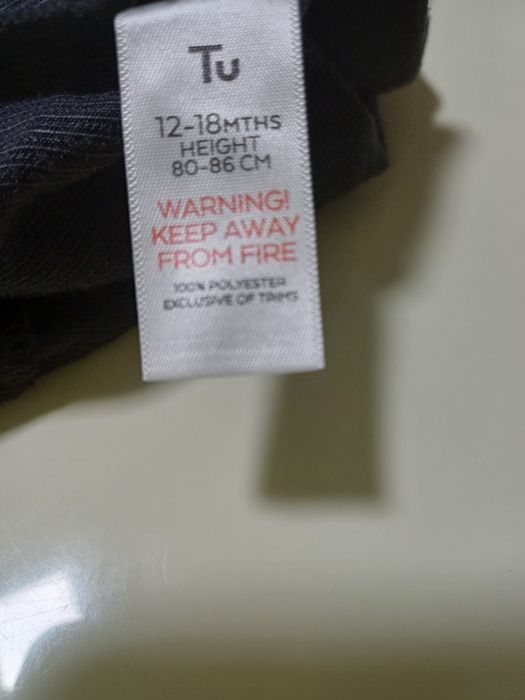 Tu
12-18MTHS
HEIGHT
80-86 CM
WARNING!
KEEP AWAY
FROM FIRE
100% POLYESTER
EXCLUSIVE OF TRIMS